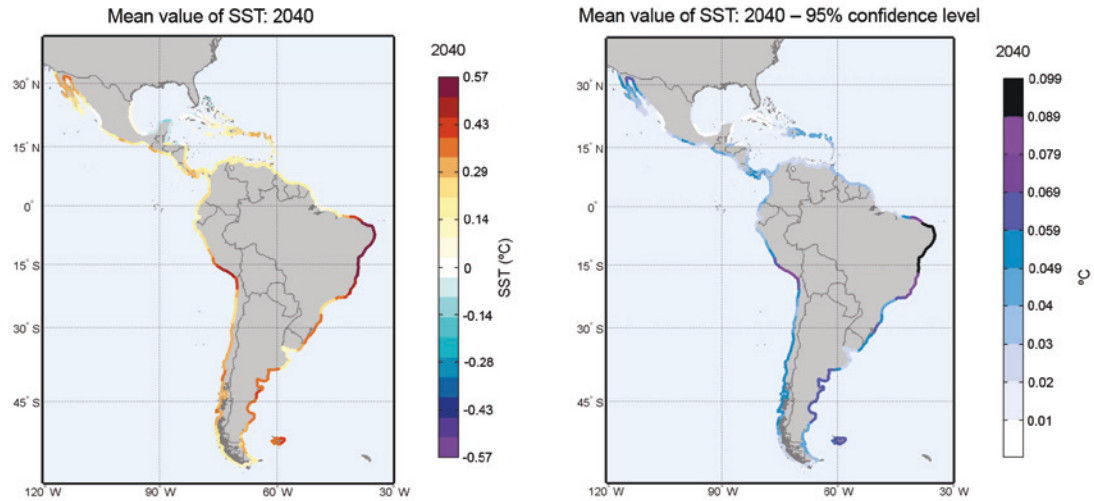 Mean value of SST: 2040
2040
30° N
15° N
0°
15° S
30° S
45° S
120 W
90 W
60 W
30 W
0.57
0.43
0.29
0.14
0
-0.14
-0.28
-0.43
-0.57
SST (ºC)
Mean value of SST: 2040 – 95% confidence level
2040
30° N
15° N
0°
15° S
30° S
45° S
120 W
90 W
60 W
30 W
0.099
0.089
0.079
0.069
0.059
0.049
0.04
0.03
0.02
0.01
ºC